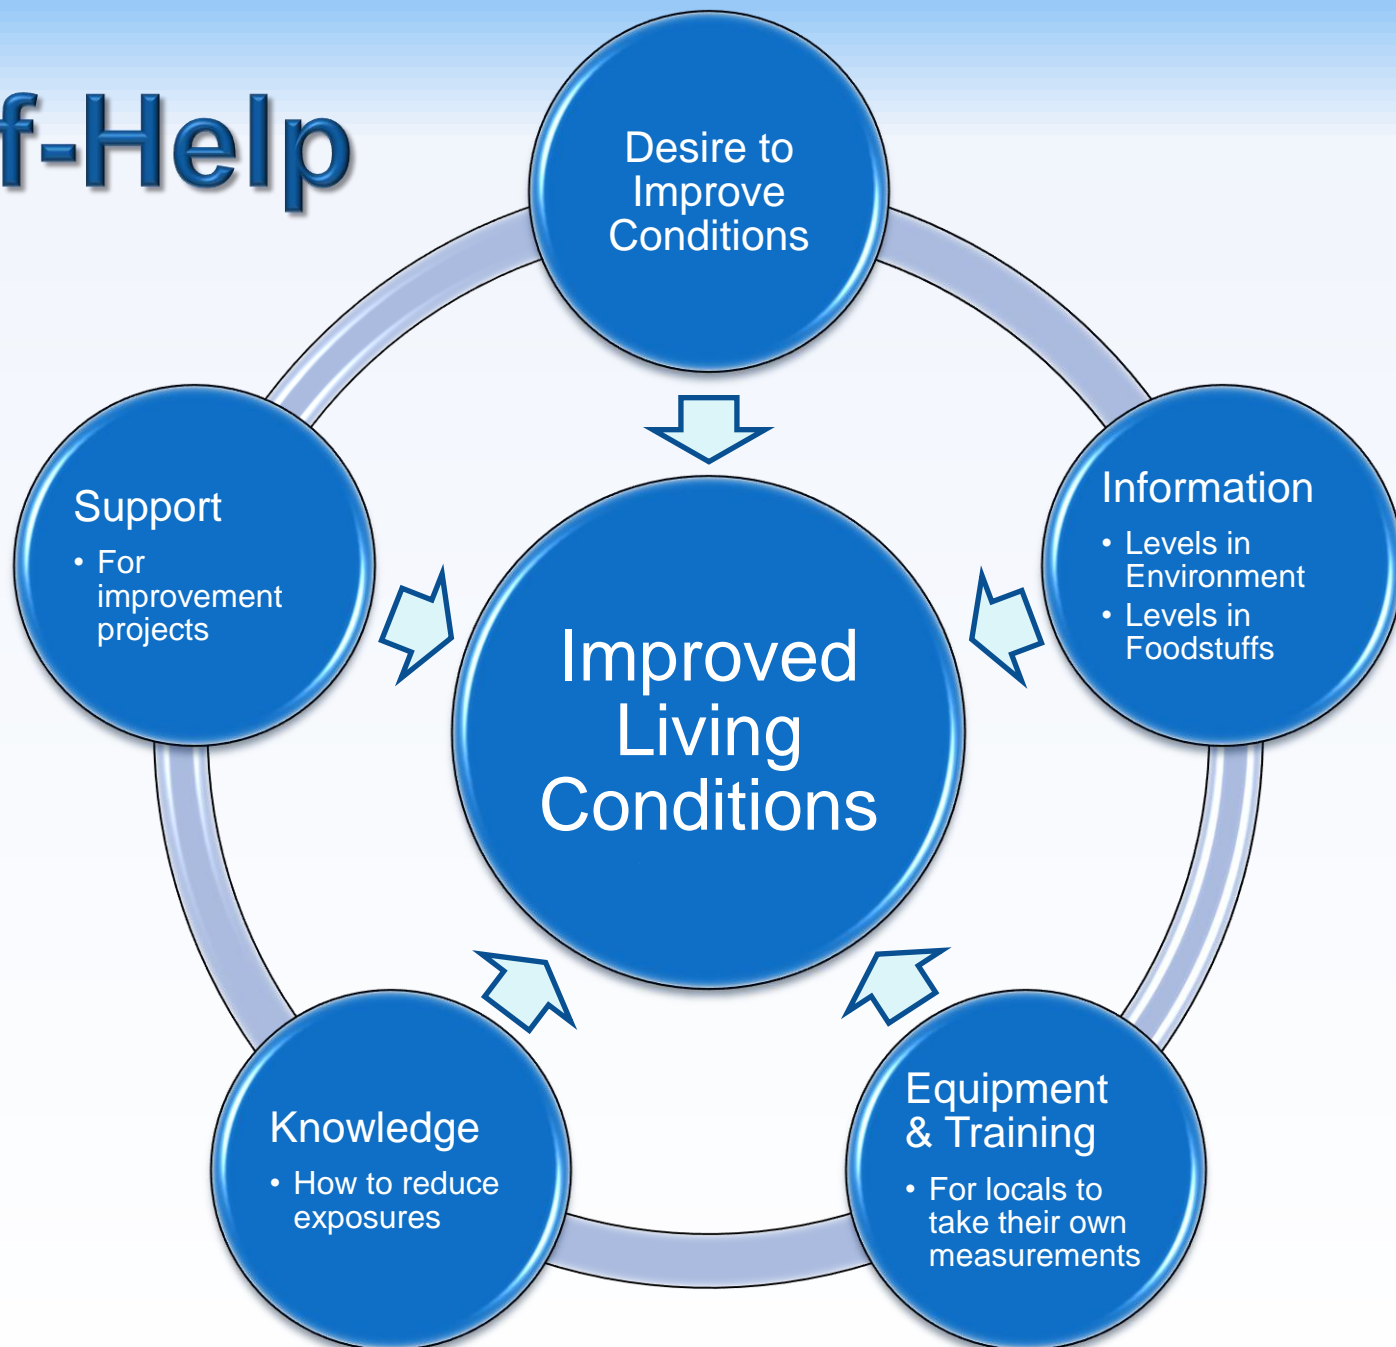 f-Help
Desire to
Improve
Conditions
Information
• Levels in
Environment
• Levels in
Foodstuffs
Equipment
& Training
• For locals to
take their own
measurements
Knowledge
• How to reduce
exposures
Support
• For
improvement
projects
Improved
Living
Conditions